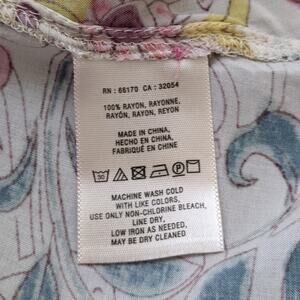 RN : 66170 CA : 32054
100% RAYON, RAYONNE,
RAYÓN, RAYON, REYON
MADE IN CHINA,
HECHO EN CHINA,
FABRIQUÉ EN CHINE
30
MACHINE WASH COLD
WITH LIKE COLORS,
USE ONLY NON-CHLORINE BLEACH,
LINE DRY,
LOW IRON AS NEEDED,
MAY BE DRY CLEANED